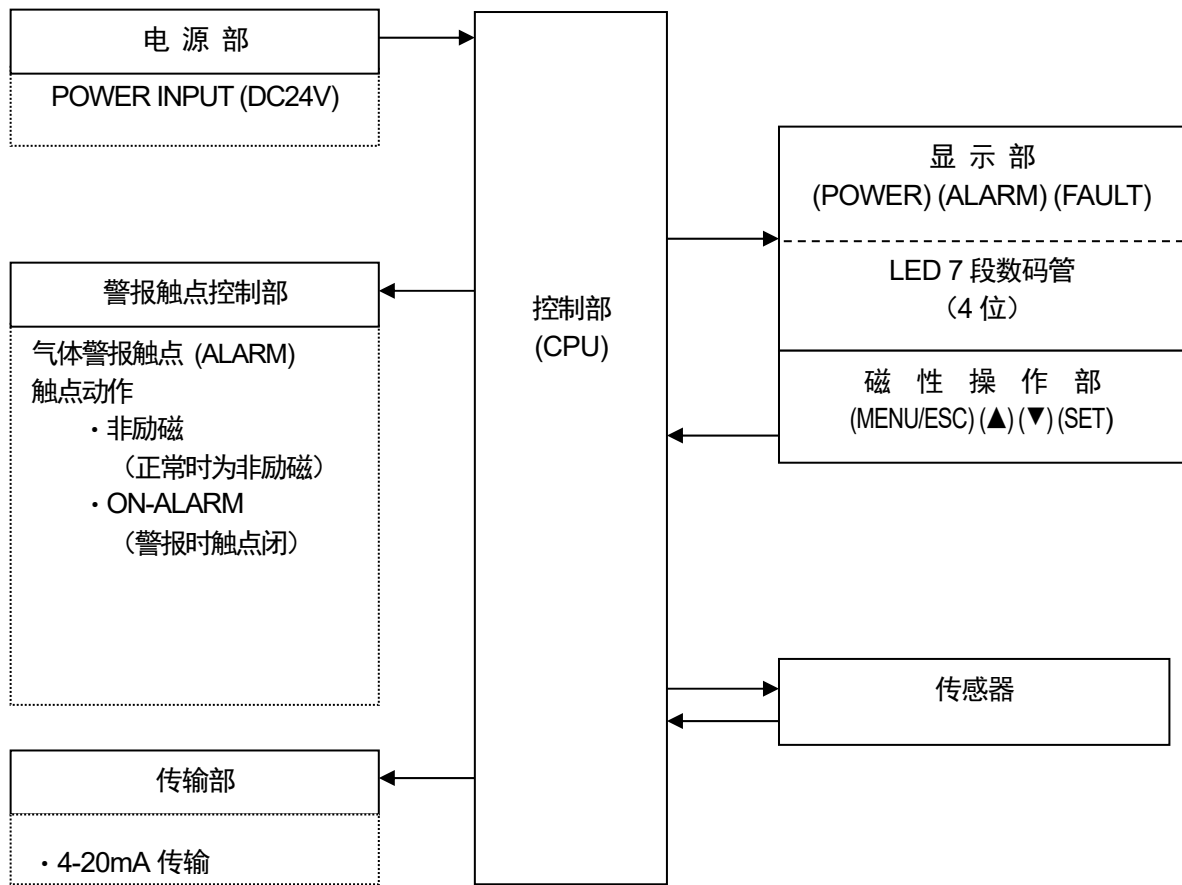 电 源 部
POWER INPUT (DC24V)
警报触点控制部
气体警报触点 (ALARM)
触点动作
・非励磁
（正常时为非励磁）
・ON-ALARM
（警报时触点闭）
传输部
・4-20mA 传输
控制部
(CPU)
显 示 部
(POWER) (ALARM) (FAULT)
LED 7 段数码管
（4 位）
磁 性 操 作 部
(MENU/ESC) (▲) (▼) (SET)
传感器